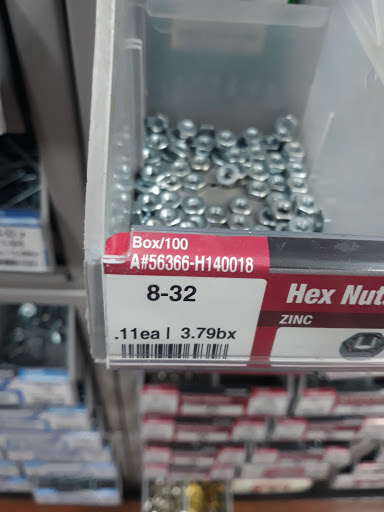 Box/100
A#56366-H140018
8-32
.11ea | 3.79bx
Hex Nuts
ZINC